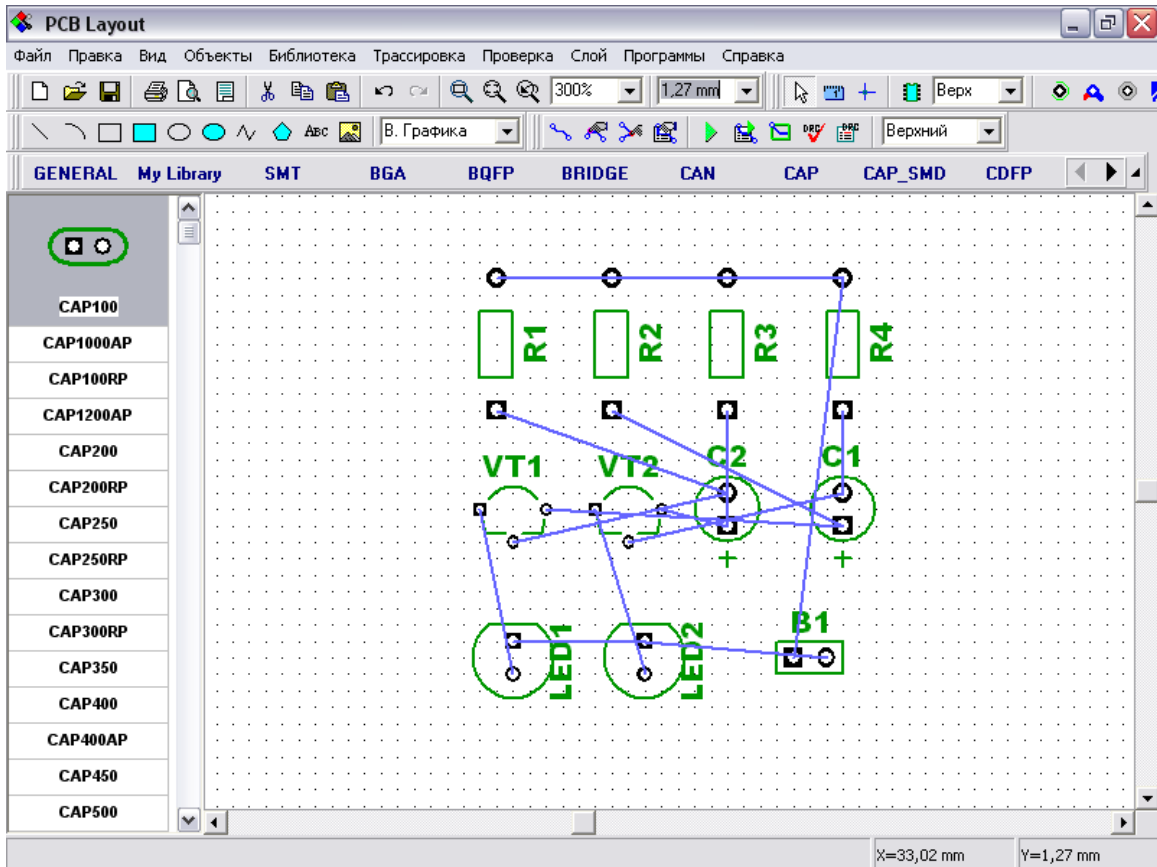 PCB Layout
Файл Правка Вид Объекты Библиотека Трассировка Проверка Слой Программы Справка
300% 1,27 mm Верх
ABC В. Графика DRC DRC Верхний
GENERAL My Library SMT BGA BQFP BRIDGE CAN CAP CAP_SMD CDFP
CAP100
CAP1000AP
CAP100RP
CAP1200AP
CAP200
CAP200RP
CAP250
CAP250RP
CAP300
CAP300RP
CAP350
CAP400
CAP400AP
CAP450
CAP500
R1 R2 R3 R4
VT1 VT2 C2 C1
+ +
LED1 LED2 B1
X=33,02 mm Y=1,27 mm